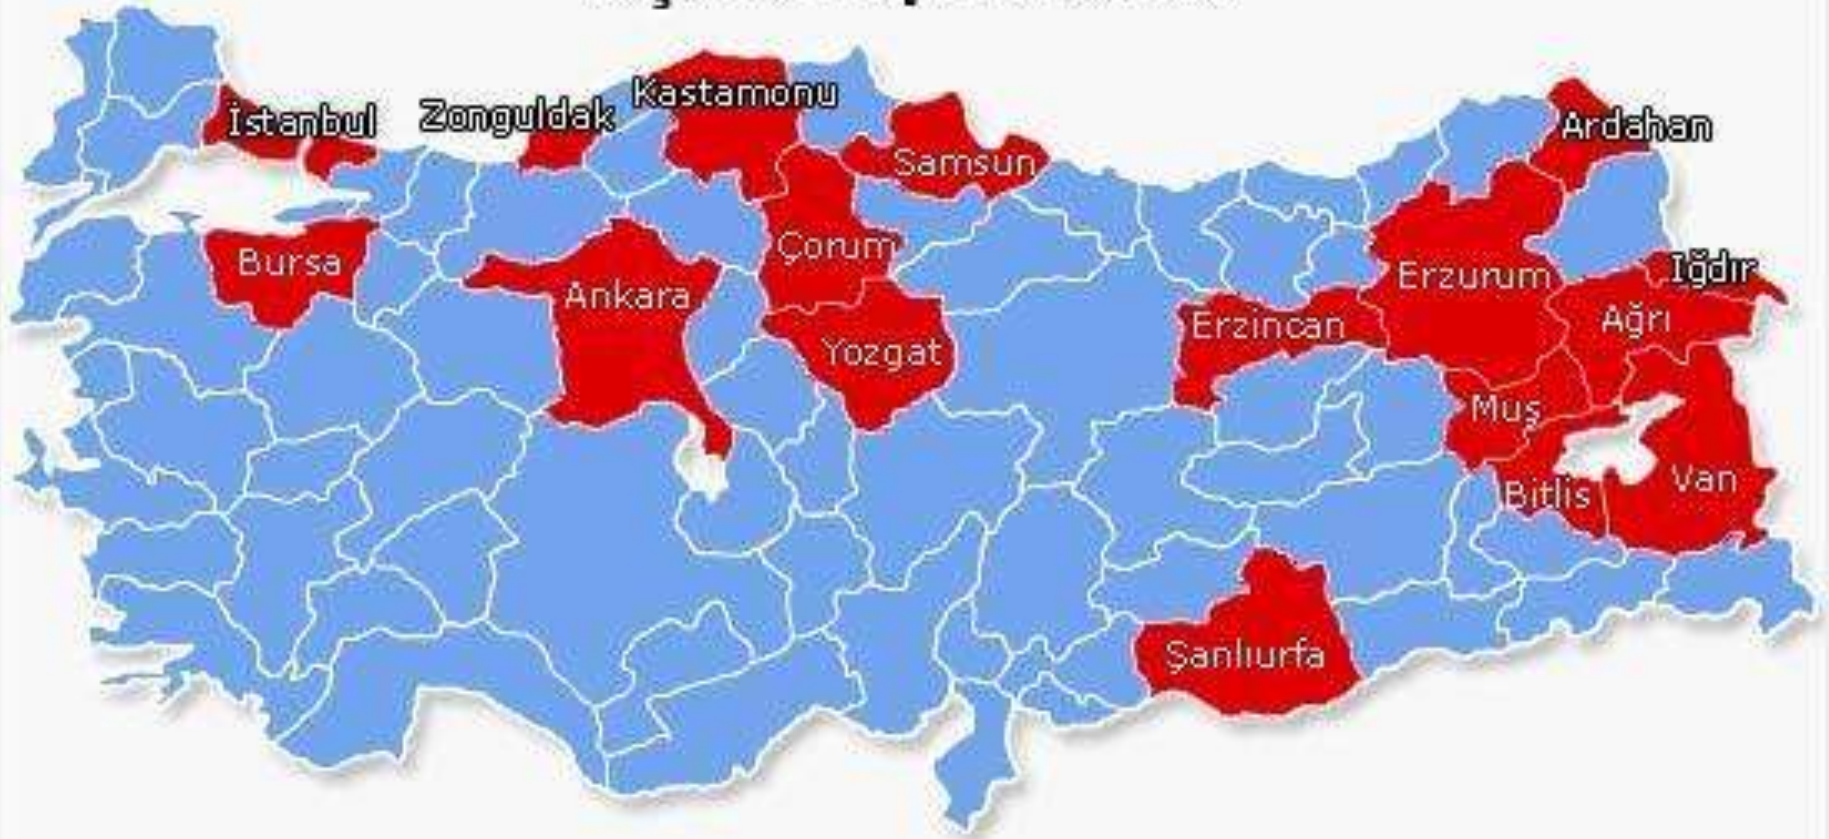 Kastamonu
İstanbul
Zonguldak
Ardahan
Samsun
Çorum
Bursa
Iğdır
Erzurum
Ankara
Ağrı
Erzincan
Yozgat
Muş
Van
Bitlis
Şanlıurfa